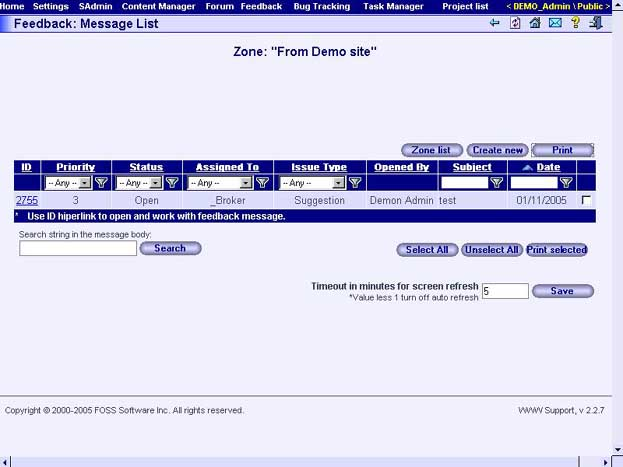 Home Settings SAdmin Content Manager Forum Feedback Bug Tracking Task Manager Project list < DEMO_Admin \ Public >
Feedback: Message List
Zone: "From Demo site"
Zone list Create new Print
ID Priority Status Assigned To Issue Type Opened By Subject Date
-- Any -- -- Any -- -- Any -- -- Any --
2755 3 Open _Broker Suggestion Demon Admin test 01/11/2005
* Use ID hiperlink to open and work with feedback message.
Search string in the message body:
Search Select All Unselect All Print selected
Timeout in minutes for screen refresh 5 Save
*Value less 1 turn off auto refresh
Copyright © 2000-2005 FOSS Software Inc. All rights reserved. WWW Support, v 2.2.7